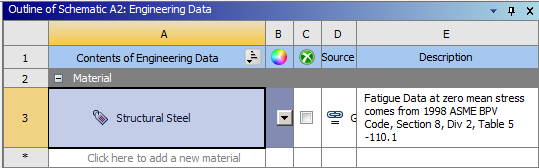 Outline of Schematic A2: Engineering Data
A B C D E
1 Contents of Engineering Data Source Description
2 Material
3 Structural Steel G Fatigue Data at zero mean stress
comes from 1998 ASME BPV
Code, Section 8, Div 2, Table 5
-110.1
* Click here to add a new material